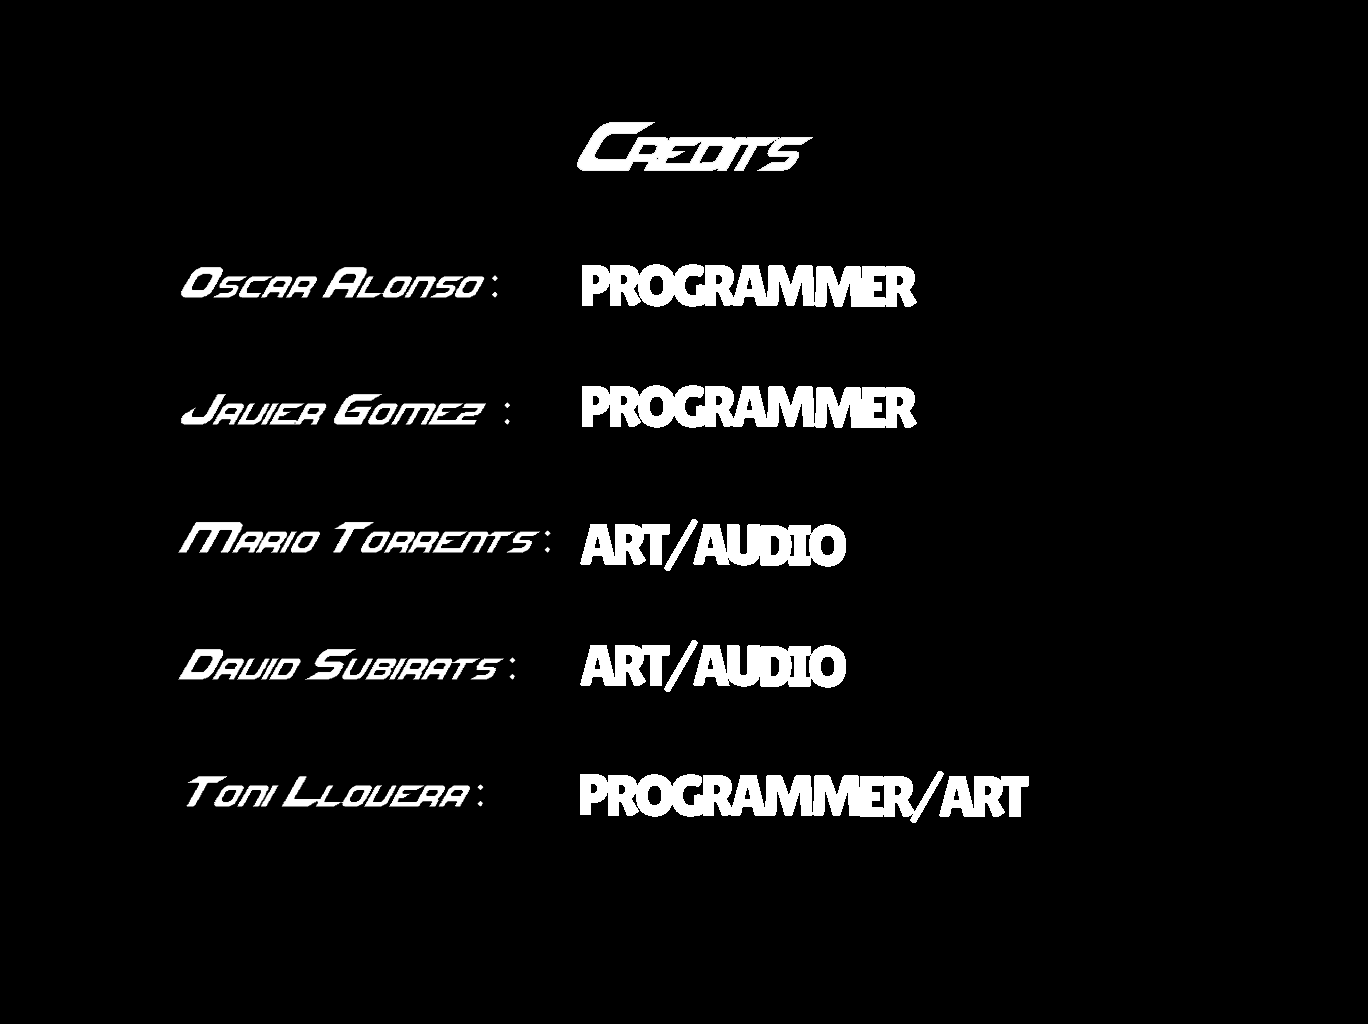 Credits
Oscar Alonso: PROGRAMMER
Javier Gomez : PROGRAMMER
Mario Torrents: ART/AUDIO
David Subirats: ART/AUDIO
Toni Llovera: PROGRAMMER/ART